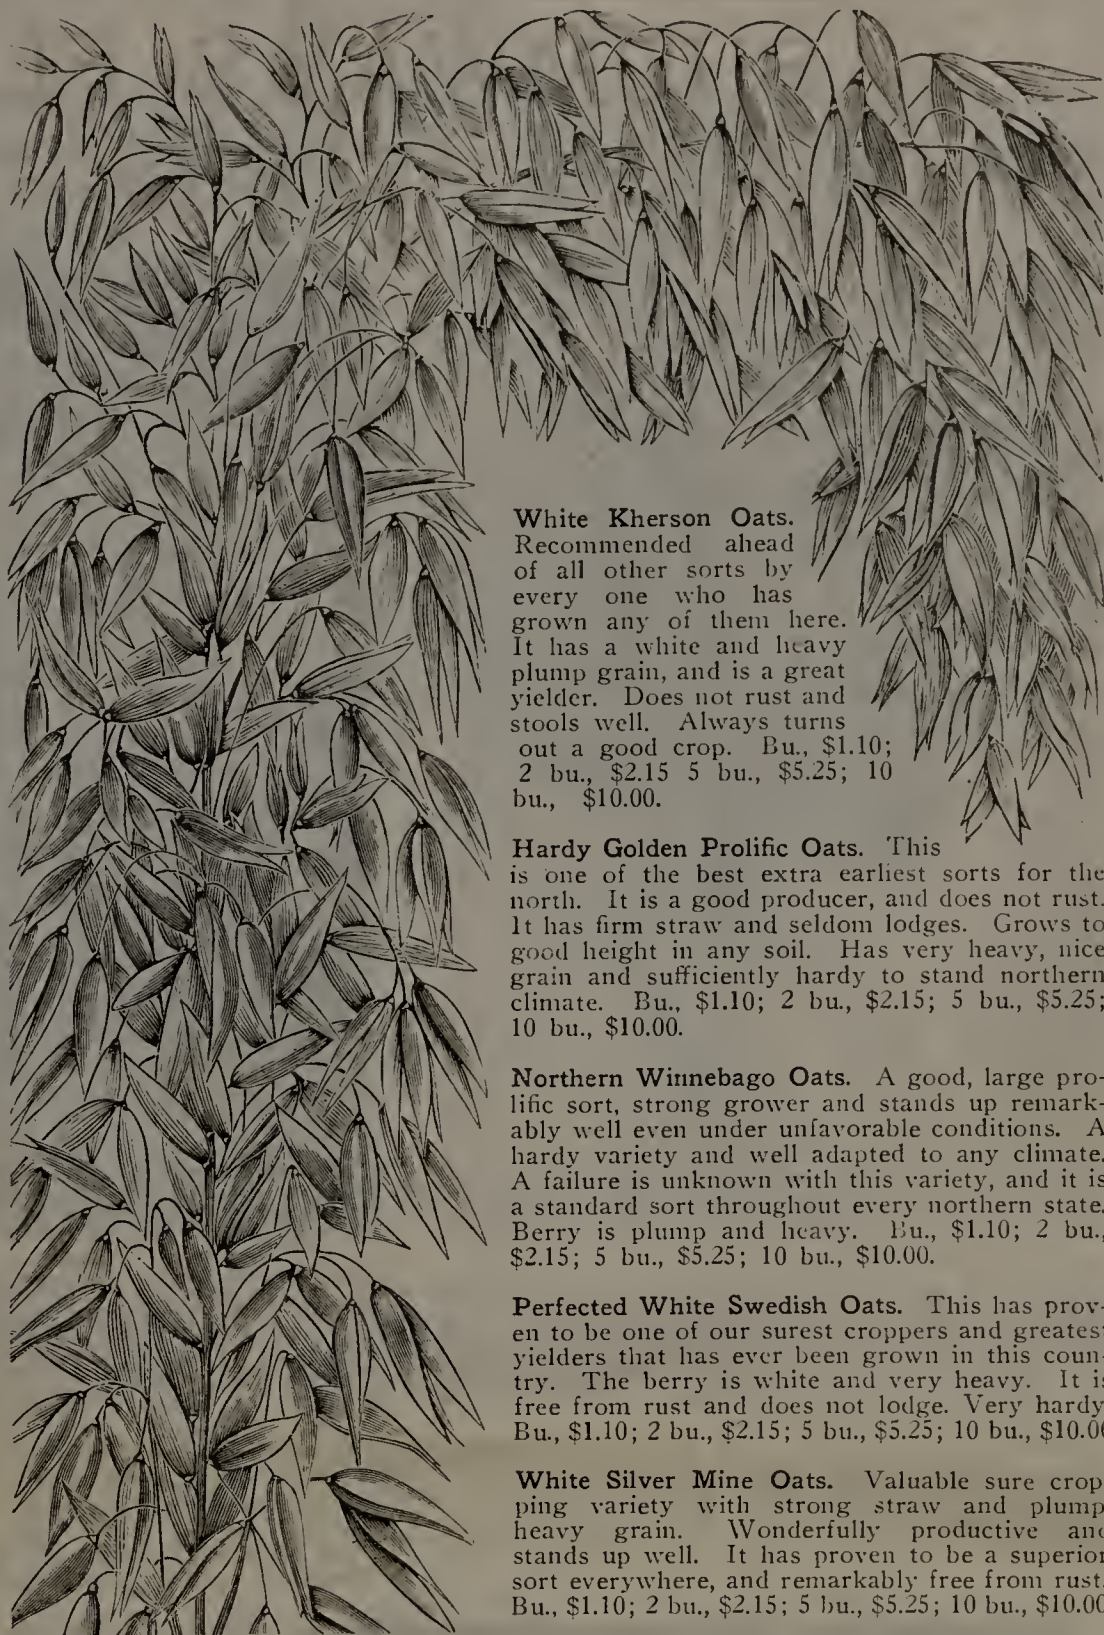 White Kherson Oats.
Recommended ahead
of all other sorts by
every one who has
grown any of them here.
It has a white and heavy
plump grain, and is a great
yielder. Does not rust and
stools well. Always turns
out a good crop. Bu., $1.10;
2 bu., $2.15 5 bu., $5.25; 10
bu., $10.00.
Hardy Golden Prolific Oats. This
is one of the best extra earliest sorts for the
north. It is a good producer, and does not rust.
It has firm straw and seldom lodges. Grows to
good height in any soil. Has very heavy, nice
grain and sufficiently hardy to stand northern
climate. Bu., $1.10; 2 bu., $2.15; 5 bu., $5.25;
10 bu., $10.00.
Northern Winnebago Oats. A good, large pro-
lific sort, strong grower and stands up remark-
ably well even under unfavorable conditions. A
hardy variety and well adapted to any climate.
A failure is unknown with this variety, and it is
a standard sort throughout every northern state.
Berry is plump and heavy. Bu., $1.10; 2 bu.,
$2.15; 5 bu., $5.25; 10 bu., $10.00.
Perfected White Swedish Oats. This has prov-
en to be one of our surest croppers and greatest
yielders that has ever been grown in this coun-
try. The berry is white and very heavy. It is
free from rust and does not lodge. Very hardy
Bu., $1.10; 2 bu., $2.15; 5 bu., $5.25; 10 bu., $10.00
White Silver Mine Oats. Valuable sure crop
ping variety with strong straw and plump
heavy grain. Wonderfully productive and
stands up well. It has proven to be a superior
sort everywhere, and remarkably free from rust.
Bu., $1.10; 2 bu., $2.15; 5 bu., $5.25; 10 bu., $10.00